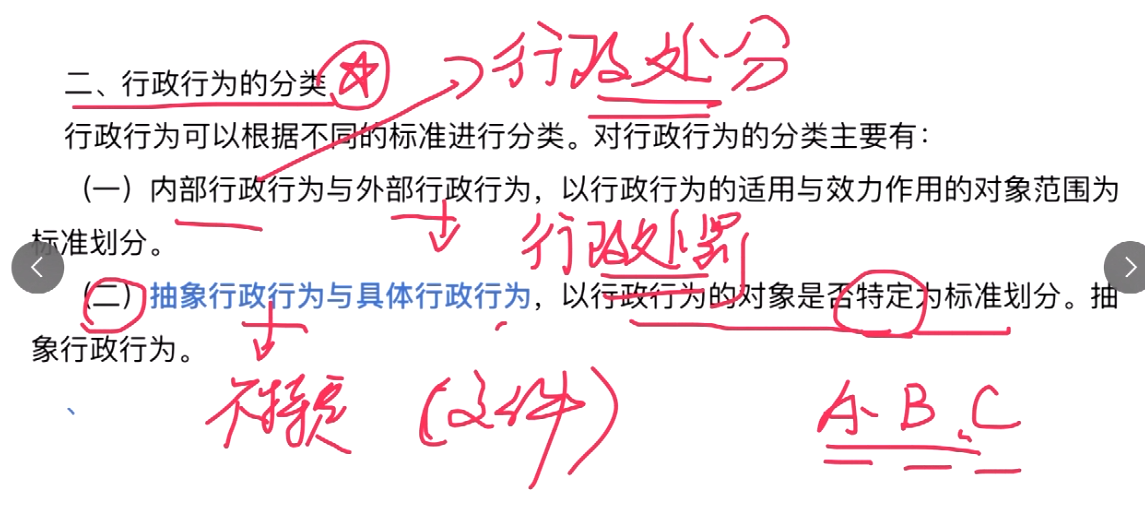 行政处分
二、行政行为的分类
行政行为可以根据不同的标准进行分类。对行政行为的分类主要有：
（一）内部行政行为与外部行政行为，以行政行为的适用与效力作用的对象范围为
标准划分。
行政处罚
（二）抽象行政行为与具体行政行为，以行政行为的对象是否特定为标准划分。抽
象行政行为。
、
不特定（文件） A、B、C